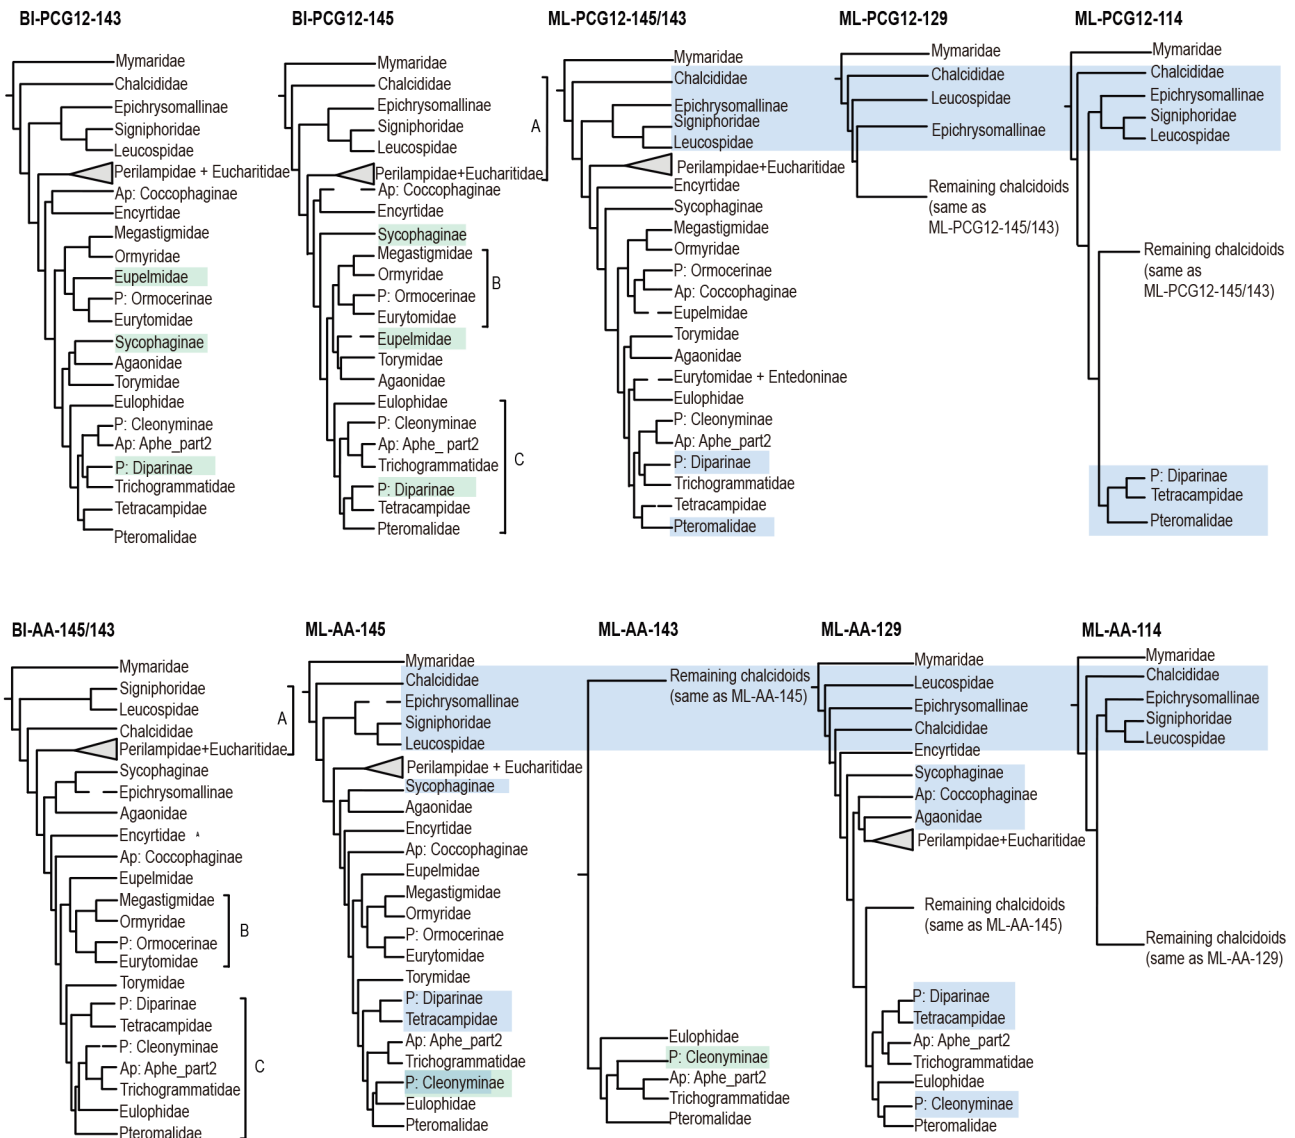 BI-PCG12-143
Mymaridae
Chalcididae
Epichrysomallinae
Signiphoridae
Leucospidae
Perilampidae + Eucharitidae
Ap: Coccophaginae
Encyrtidae
Megastigmidae
Ormyridae
Eupelmidae
P: Ormocerinae
Eurytomidae
Sycophaginae
Agaonidae
Torymidae
Eulophidae
P: Cleonyminae
Ap: Aphe_part2
P: Diparinae
Trichogrammatidae
Tetracampidae
Pteromalidae
BI-PCG12-145
Mymaridae
Chalcididae
Epichrysomallinae
Signiphoridae
Leucospidae
Perilampidae+Eucharitidae
Ap: Coccophaginae
Encyrtidae
Sycophaginae
Megastigmidae
Ormyridae
P: Ormocerinae
Eurytomidae
B
Eupelmidae
Torymidae
Agaonidae
Eulophidae
P: Cleonyminae
Ap: Aphe_ part2
Trichogrammatidae
P: Diparinae
Tetracampidae
Pteromalidae
C
A
ML-PCG12-145/143
Mymaridae
Chalcididae
Epichrysomallinae
Signiphoridae
Leucospidae
Perilampidae+Eucharitidae
Encyrtidae
Sycophaginae
Megastigmidae
Ormyridae
P: Ormocerinae
Ap: Coccophaginae
Eupelmidae
Torymidae
Agaonidae
Eurytomidae + Entedoninae
Eulophidae
P: Cleonyminae
Ap: Aphe_part2
P: Diparinae
Trichogrammatidae
Tetracampidae
Pteromalidae
ML-PCG12-129
Mymaridae
Chalcididae
Leucospidae
Epichrysomallinae
Remaining chalcidoids
(same as
ML-PCG12-145/143)
ML-PCG12-114
Mymaridae
Chalcididae
Epichrysomallinae
Signiphoridae
Leucospidae
Remaining chalcidoids
(same as
ML-PCG12-145/143)
P: Diparinae
Tetracampidae
Pteromalidae
BI-AA-145/143
Mymaridae
Signiphoridae
Leucospidae
Chalcididae
Perilampidae+Eucharitidae
A
Sycophaginae
Epichrysomallinae
Agaonidae
Encyrtidae
Ap: Coccophaginae
Eupelmidae
Megastigmidae
Ormyridae
P: Ormocerinae
Eurytomidae
B
Torymidae
P: Diparinae
Tetracampidae
P: Cleonyminae
Ap: Aphe_part2
Trichogrammatidae
Eulophidae
Pteromalidae
C
ML-AA-145
Mymaridae
Chalcididae
Epichrysomallinae
Signiphoridae
Leucospidae
Perilampidae + Eucharitidae
Sycophaginae
Agaonidae
Encyrtidae
Ap: Coccophaginae
Eupelmidae
Megastigmidae
Ormyridae
P: Ormocerinae
Eurytomidae
Torymidae
P: Diparinae
Tetracampidae
Ap: Aphe_part2
Trichogrammatidae
P: Cleonyminae
Eulophidae
Pteromalidae
ML-AA-143
Remaining chalcidoids
(same as ML-AA-145)
Eulophidae
P: Cleonyminae
Ap: Aphe_part2
Trichogrammatidae
Pteromalidae
ML-AA-129
Mymaridae
Leucospidae
Epichrysomallinae
Chalcididae
Encyrtidae
Sycophaginae
Ap: Coccophaginae
Agaonidae
Perilampidae+Eucharitidae
Remaining chalcidoids
(same as ML-AA-145)
P: Diparinae
Tetracampidae
Ap: Aphe_part2
Trichogrammatidae
Eulophidae
P: Cleonyminae
Pteromalidae
ML-AA-114
Mymaridae
Chalcididae
Epichrysomallinae
Signiphoridae
Leucospidae
Remaining chalcidoids
(same as ML-AA-129)